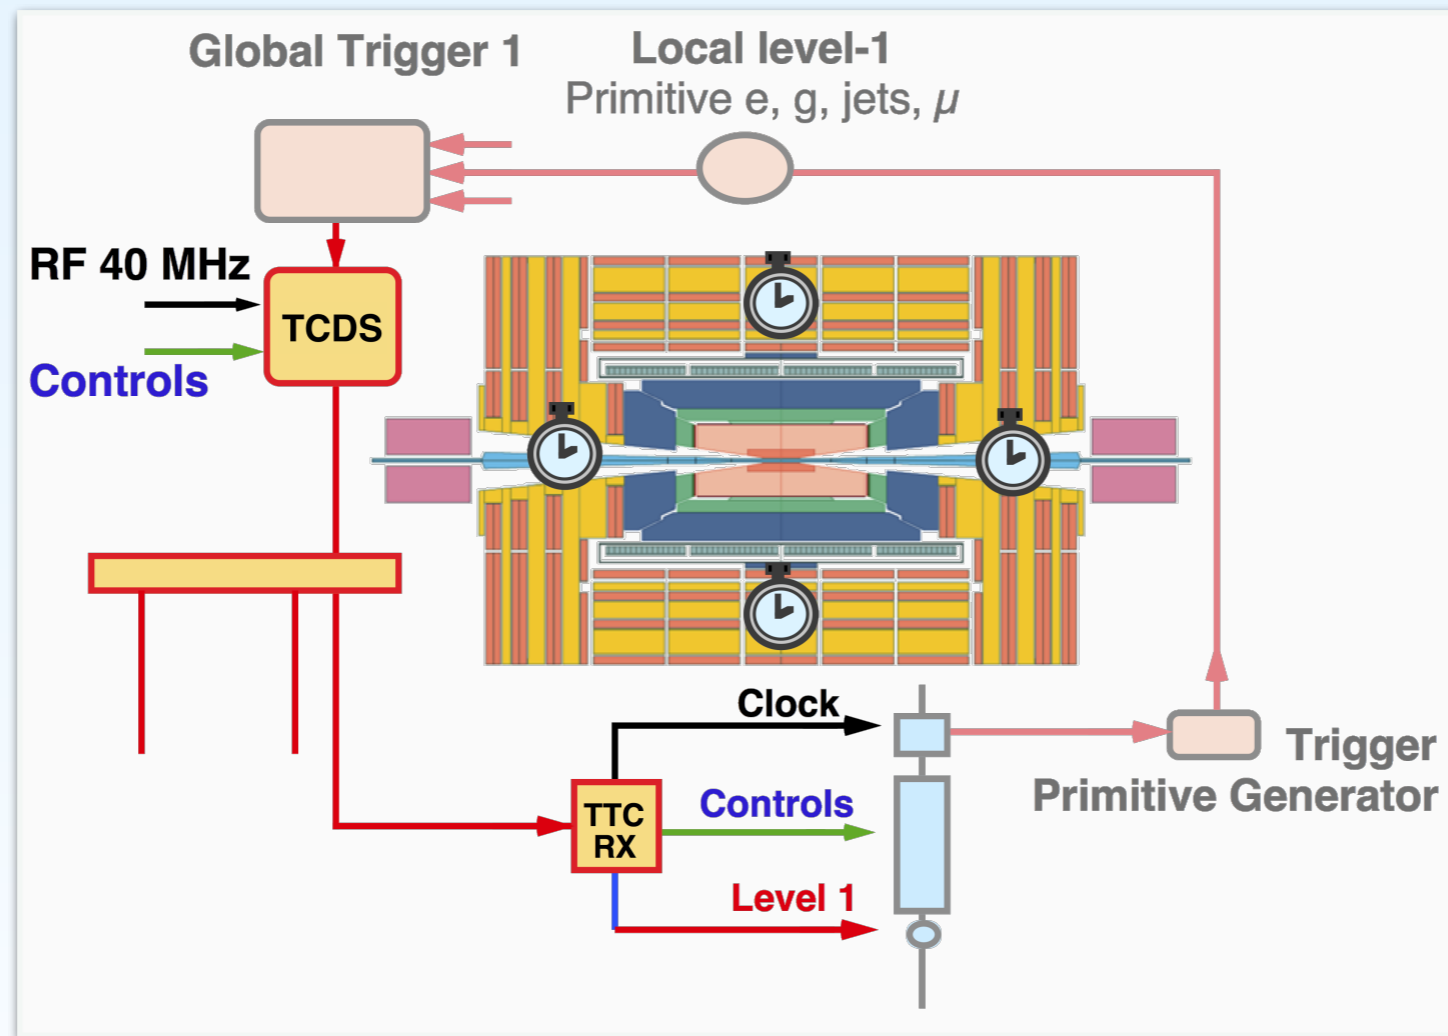 Global Trigger 1
Local level-1
Primitive e, g, jets, μ
RF 40 MHz
TCDS
Controls
Clock
Trigger
Primitive Generator
TTC
RX
Controls
Level 1